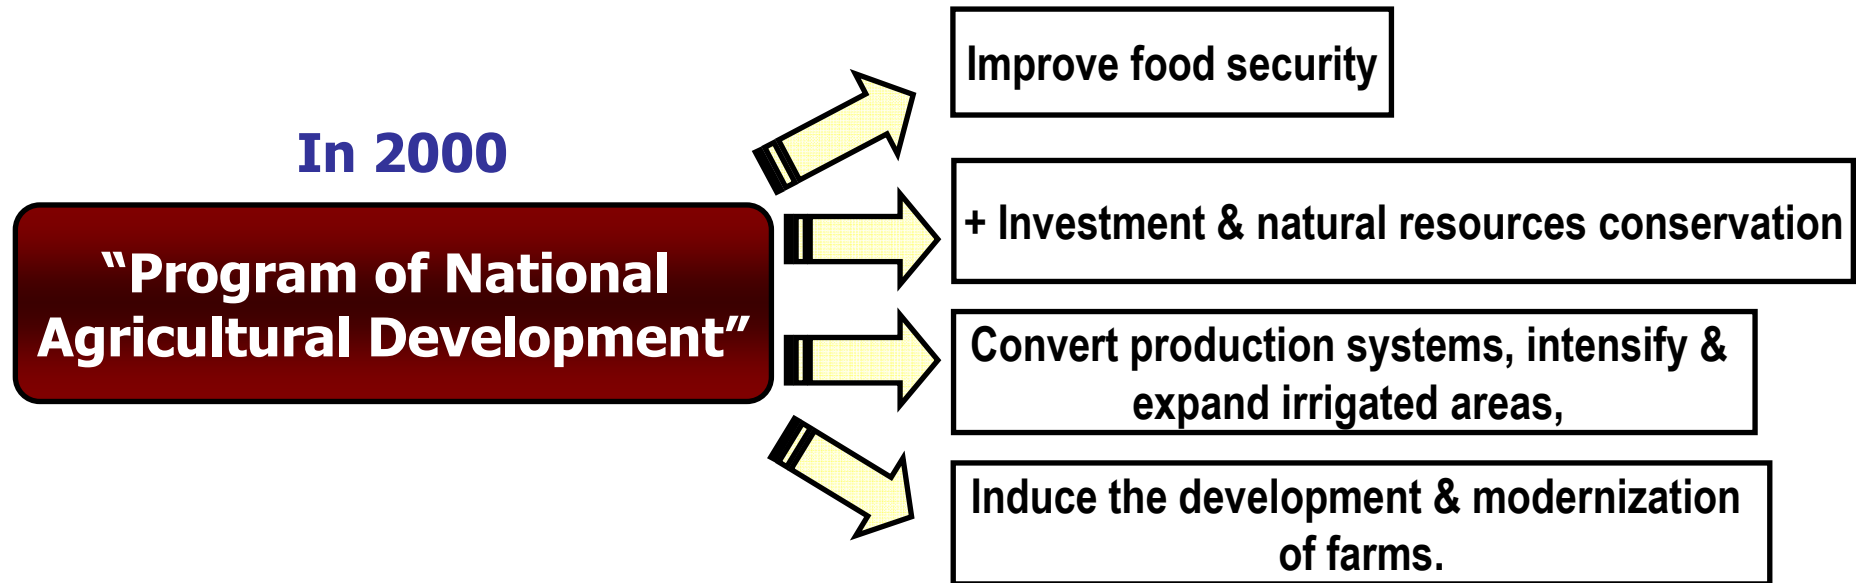 In 2000
“Program of National
Agricultural Development”
Improve food security
+ Investment & natural resources conservation
Convert production systems, intensify &
expand irrigated areas,
Induce the development & modernization
of farms.